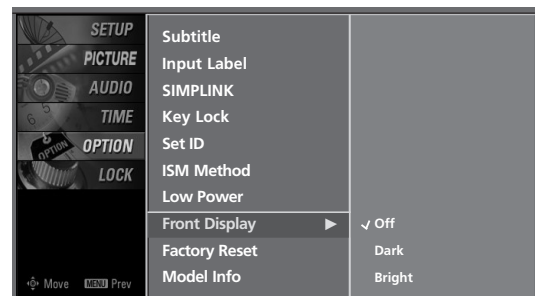 SETUP
PICTURE
AUDIO
TIME
OPTION
LOCK
Move MENU Prev
Subtitle
Input Label
SIMPLINK
Key Lock
Set ID
ISM Method
Low Power
Front Display ▶
Factory Reset
Model Info
✓ Off
Dark
Bright